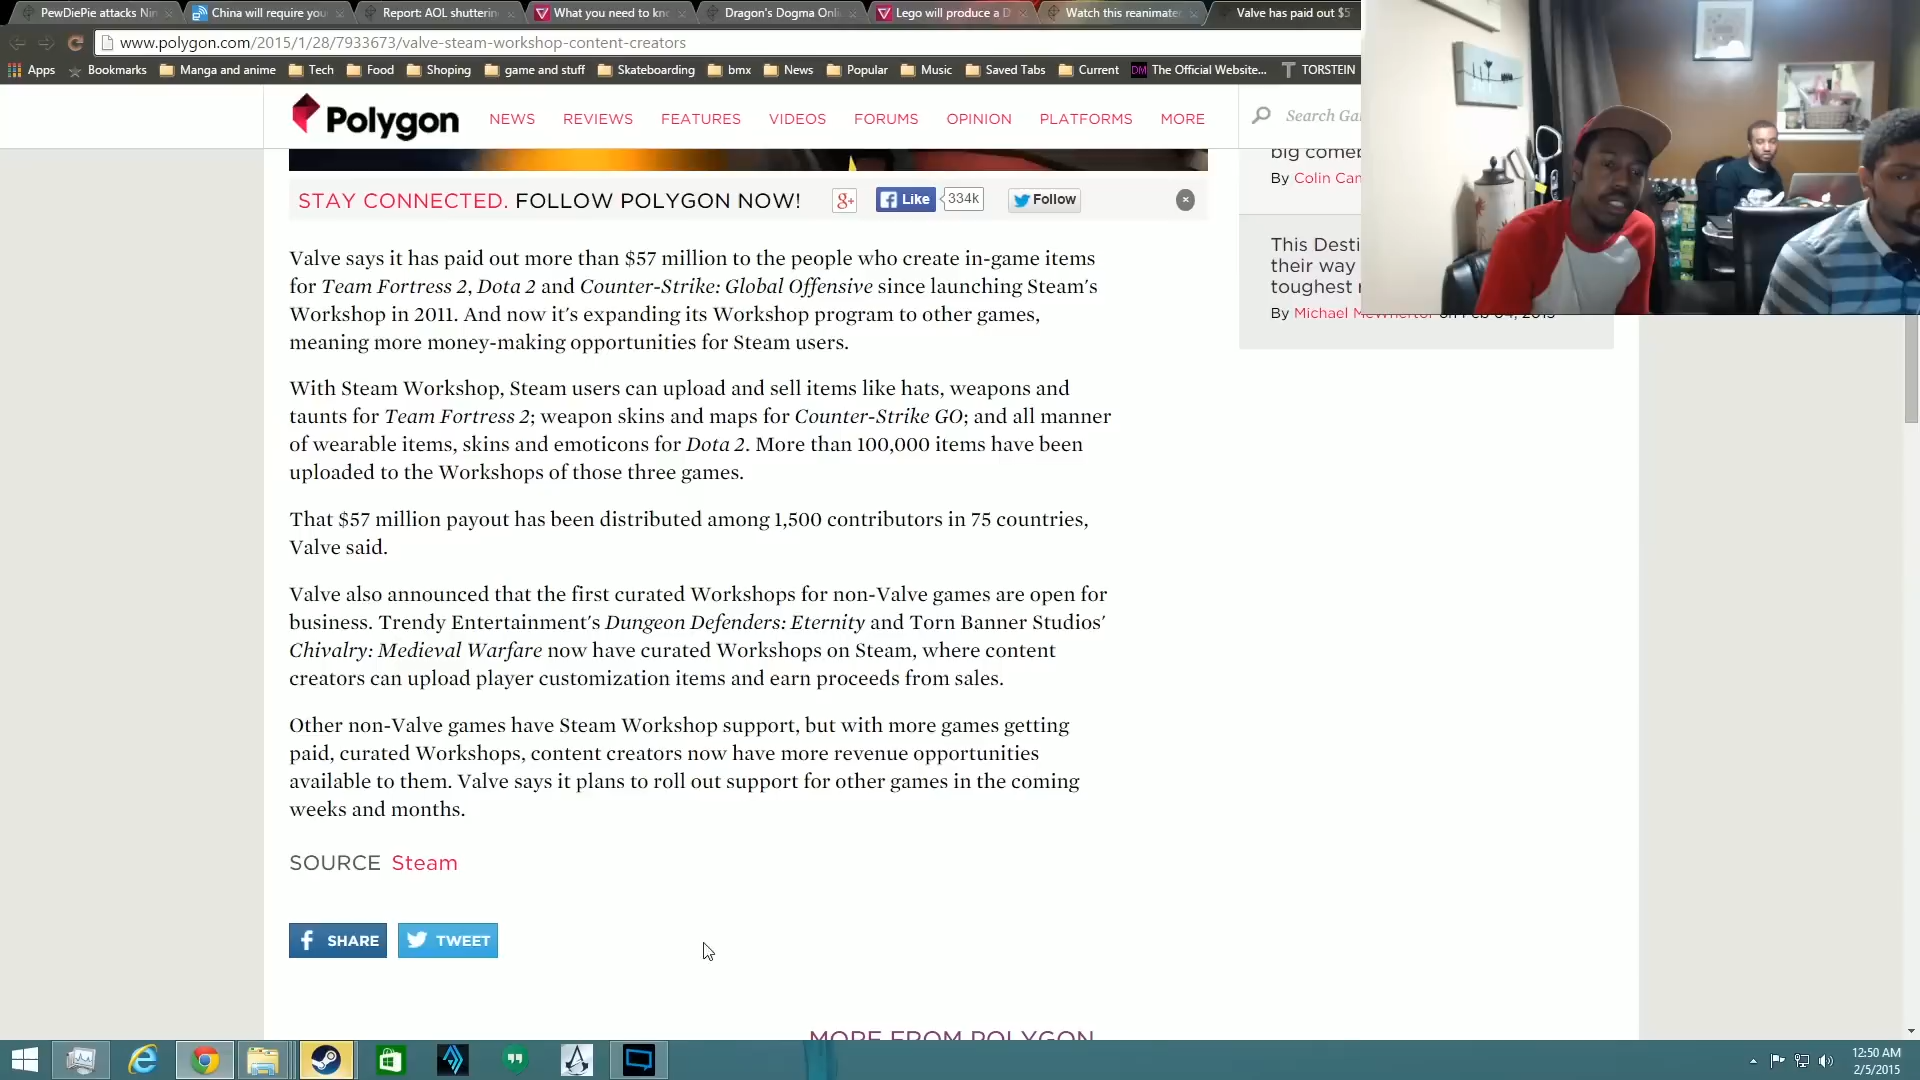 PewDiePie attacks Nin
China will require you
Report: AOL shutterin
What you need to kn
Dragon's Dogma Onli
Lego will produce a D
Watch this reanimate
Valve has paid out $5
www.polygon.com/2015/1/28/7933673/valve-steam-workshop-content-creators
Apps
Bookmarks
Manga and anime
Tech
Food
Shoping
game and stuff
Skateboarding
bmx
News
Popular
Music
Saved Tabs
Current
DM
The Official Website...
TORSTEIN
Polygon
NEWS
REVIEWS
FEATURES
VIDEOS
FORUMS
OPINION
PLATFORMS
MORE
Search Ga
big come
By Colin Ca
STAY CONNECTED. FOLLOW POLYGON NOW!
g+
Like
334k
Follow
This Desti
their way
toughest
By Michael McWhertor on Feb 04, 2015
Valve says it has paid out more than $57 million to the people who create in-game items
for Team Fortress 2, Dota 2 and Counter-Strike: Global Offensive since launching Steam's
Workshop in 2011. And now it's expanding its Workshop program to other games,
meaning more money-making opportunities for Steam users.
With Steam Workshop, Steam users can upload and sell items like hats, weapons and
taunts for Team Fortress 2; weapon skins and maps for Counter-Strike GO; and all manner
of wearable items, skins and emoticons for Dota 2. More than 100,000 items have been
uploaded to the Workshops of those three games.
That $57 million payout has been distributed among 1,500 contributors in 75 countries,
Valve said.
Valve also announced that the first curated Workshops for non-Valve games are open for
business. Trendy Entertainment's Dungeon Defenders: Eternity and Torn Banner Studios'
Chivalry: Medieval Warfare now have curated Workshops on Steam, where content
creators can upload player customization items and earn proceeds from sales.
Other non-Valve games have Steam Workshop support, but with more games getting
paid, curated Workshops, content creators now have more revenue opportunities
available to them. Valve says it plans to roll out support for other games in the coming
weeks and months.
SOURCE Steam
SHARE
TWEET
MORE FROM POLYGON
12:50 AM
2/5/2015